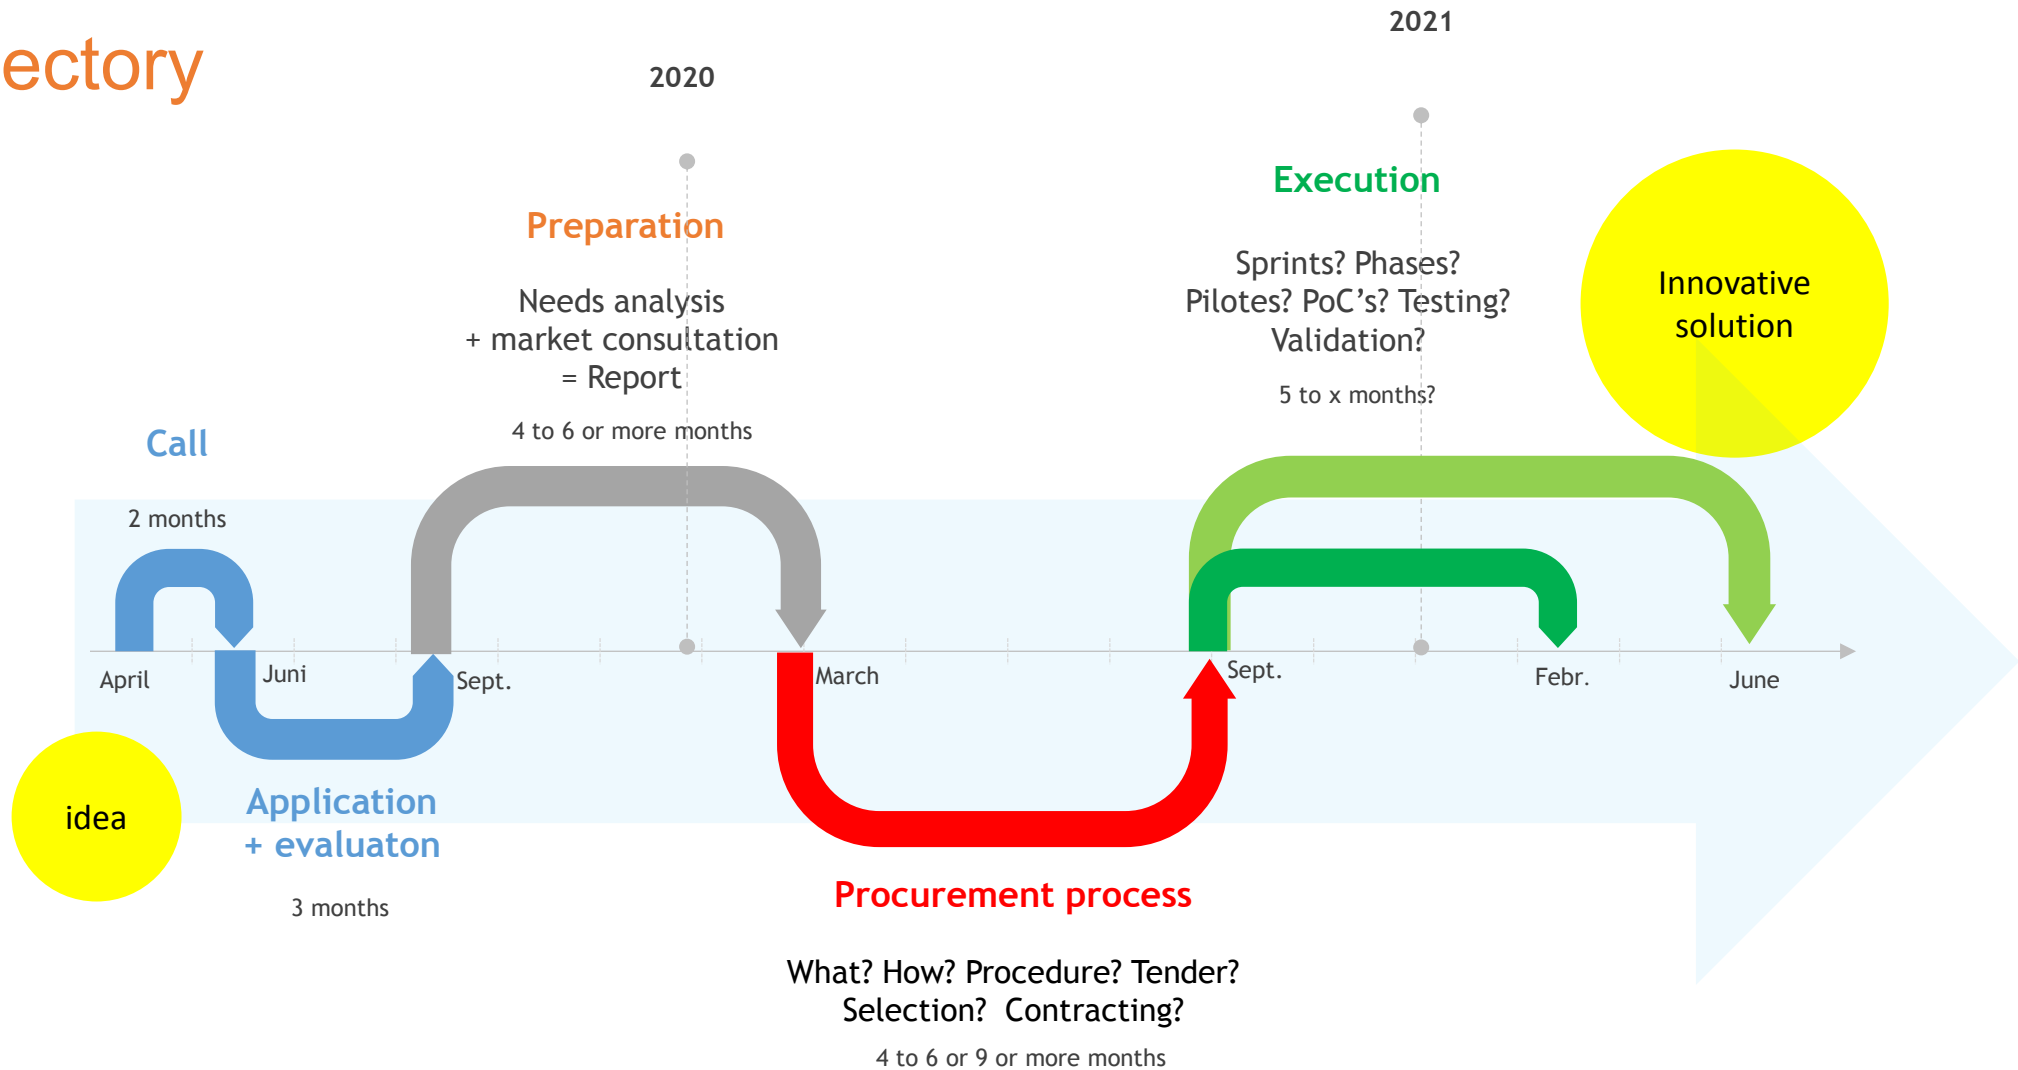 ectory
2020
2021
Preparation
Needs analysis
+ market consultation
= Report
4 to 6 or more months
Execution
Sprints? Phases?
Pilotes? PoC’s? Testing?
Validation?
5 to x months?
Innovative
solution
Call
2 months
April
Juni
Sept.
March
Sept.
Febr.
June
idea
Application
+ evaluaton
3 months
Procurement process
What? How? Procedure? Tender?
Selection?  Contracting?
4 to 6 or 9 or more months